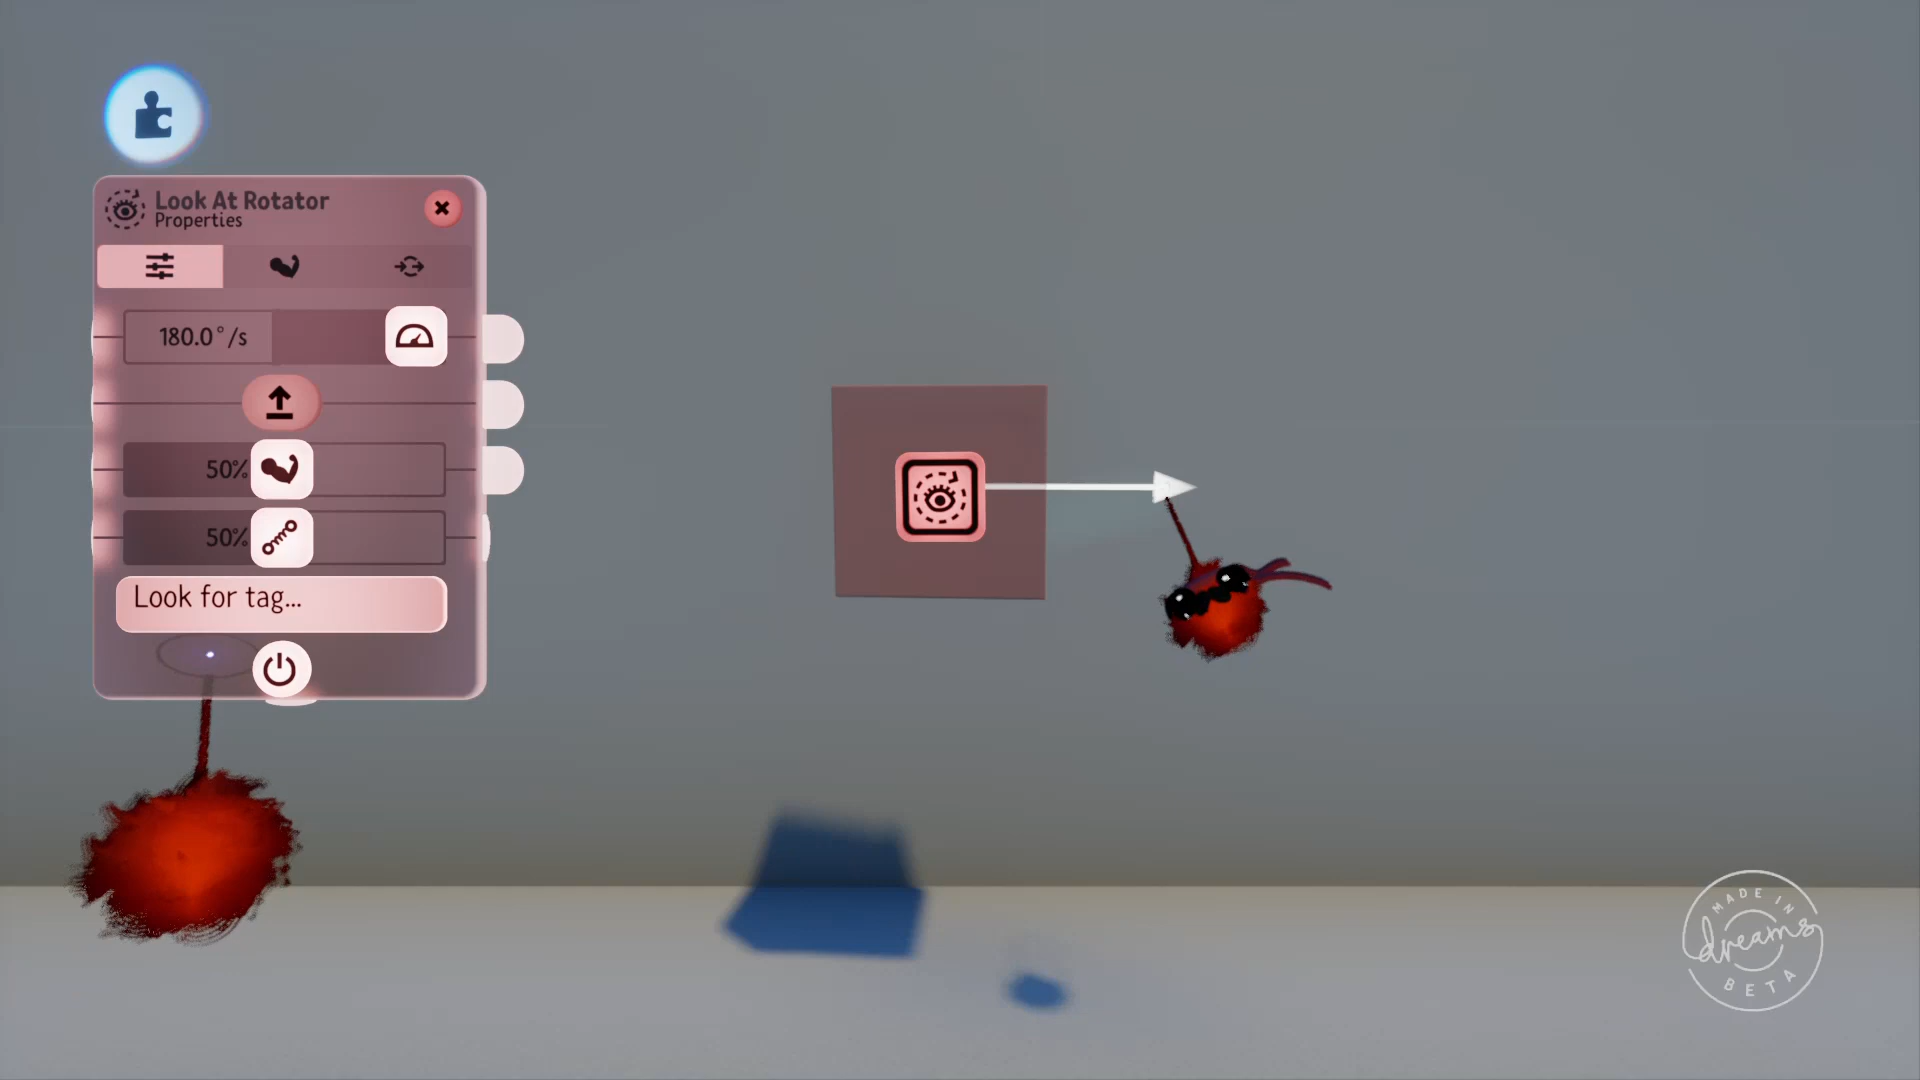 Look At Rotator
Properties
180.0°/s
50%
50%
Look for tag...
MADE IN
dreams
BETA